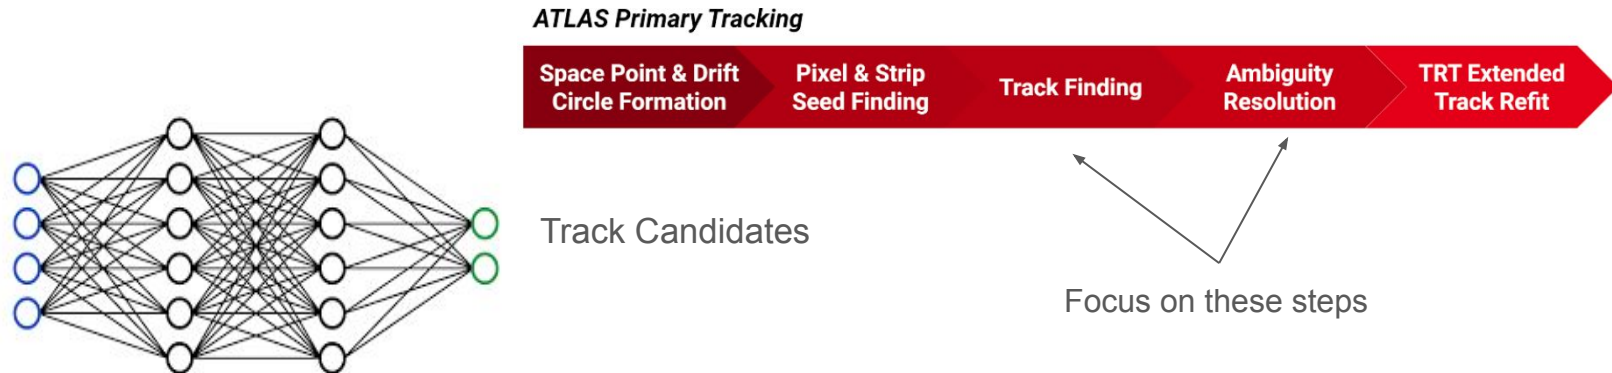 ATLAS Primary Tracking
Space Point & Drift
Circle Formation
Pixel & Strip
Seed Finding
Track Finding
Ambiguity
Resolution
TRT Extended
Track Refit
Track Candidates
Focus on these steps